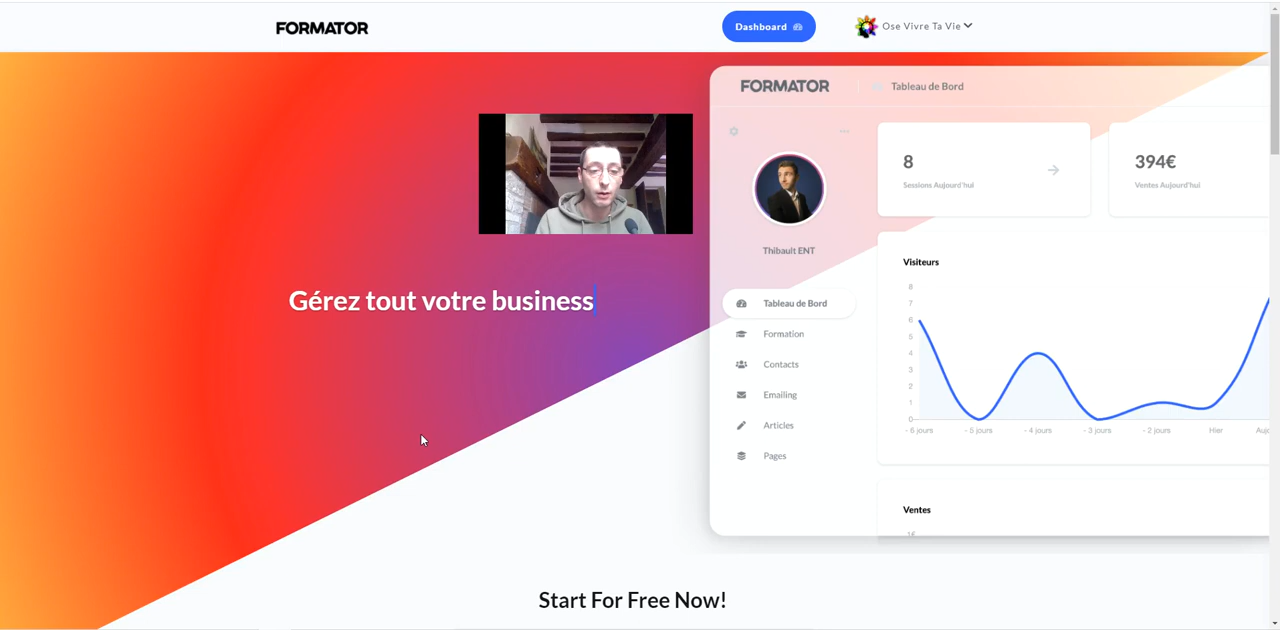 FORMATOR
Dashboard
Ose Vivre Ta Vie
FORMATOR
Tableau de Bord
8
Sessions Aujourd'hui
394€
Ventes Aujourd'hui
Thibault ENT
Gérez tout votre business
Tableau de Bord
Formation
Contacts
Emailing
Articles
Pages
Visiteurs
8
7
6
5
4
3
2
1
0
- 6 jours
- 5 jours
- 4 jours
- 3 jours
- 2 jours
Hier
Ventes
1€
Start For Free Now!